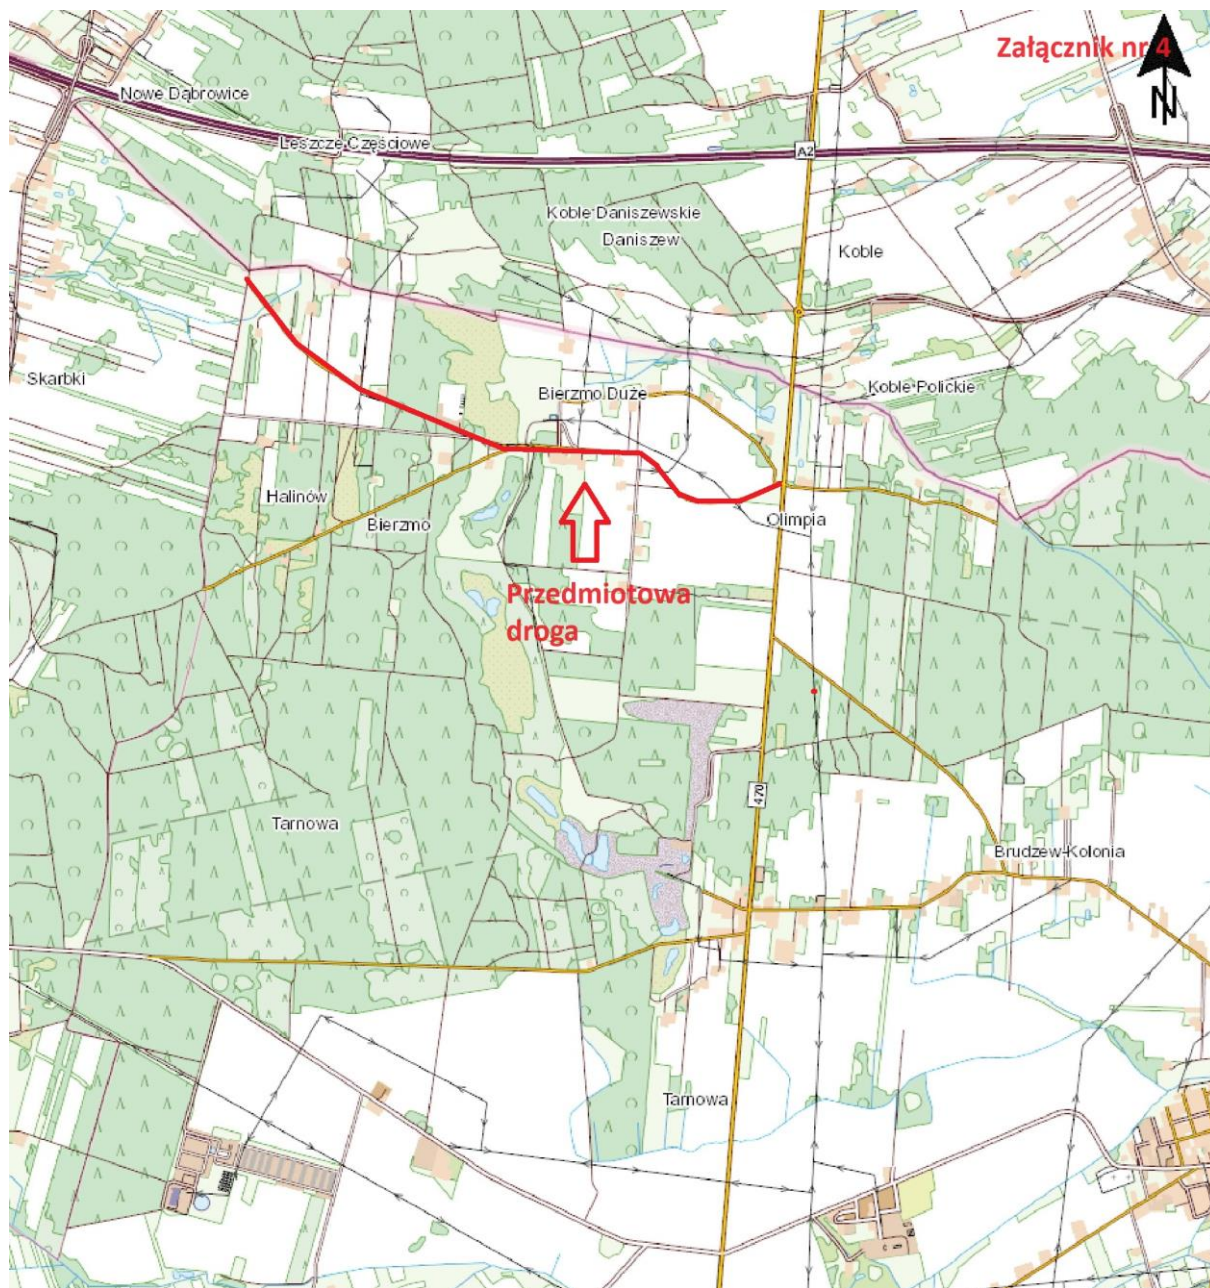 Załącznik nr 4
N
Nowe Dąbrowice
Leszcze Częściowe
A2
Koble Daniszewskie
Daniszew
Koble
Skarbki
Bierzmo Duże
Koble Polickie
Halinów
Bierzmo
Olimpia
Przedmiotowa
droga
470
Tarnowa
Brudzew-Kolonia
Tarnowa